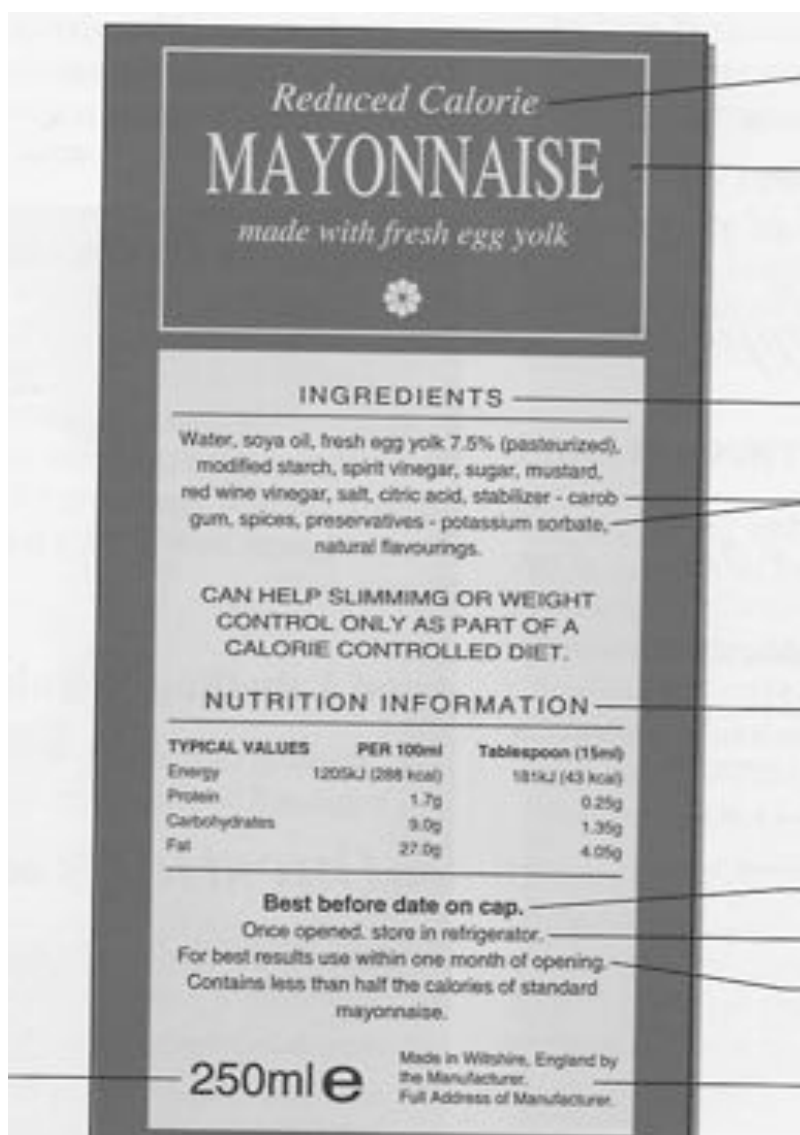 Reduced Calorie
MAYONNAISE
made with fresh egg yolk
INGREDIENTS
Water, soya oil, fresh egg yolk 7.5% (pasteurized),
modified starch, spirit vinegar, sugar, mustard,
red wine vinegar, salt, citric acid, stabilizer - carob
gum, spices, preservatives - potassium sorbate,
natural flavourings.
CAN HELP SLIMMIMG OR WEIGHT
CONTROL ONLY AS PART OF A
CALORIE CONTROLLED DIET.
NUTRITION INFORMATION
TYPICAL VALUES PER 100ml Tablespoon (15ml)
Energy 1205kJ (288 kcal) 181kJ (43 kcal)
Protein 1.7g 0.25g
Carbohydrates 9.0g 1.35g
Fat 27.0g 4.05g
Best before date on cap.
Once opened. store in refrigerator.
For best results use within one month of opening.
Contains less than half the calories of standard
mayonnaise.
250ml e
Made in Wiltshire, England by
the Manufacturer.
Full Address of Manufacturer.